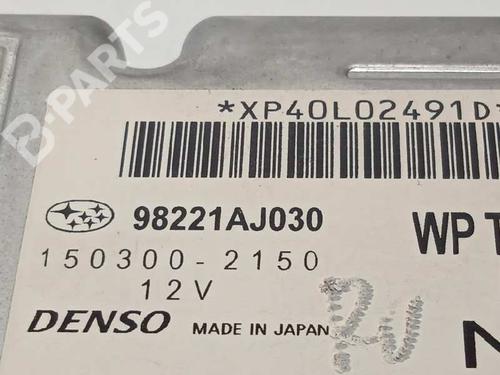 *XP40L02491D
98221AJ030
WP T
150300-2150
12V
DENSO MADE IN JAPAN